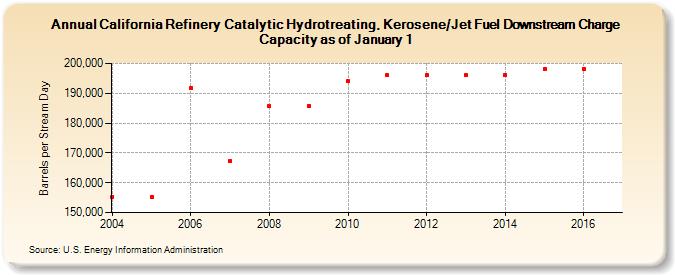 Annual California Refinery Catalytic Hydrotreating, Kerosene/Jet Fuel Downstream Charge
Capacity as of January 1
Barrels per Stream Day
200,000
190,000
180,000
170,000
160,000
150,000
2004 2006 2008 2010 2012 2014 2016
Source: U.S. Energy Information Administration